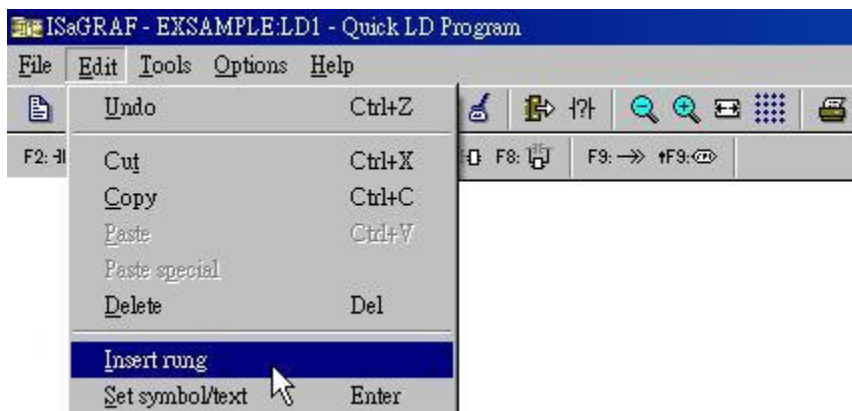 ISaGRAF - EXSAMPLE:LD1 - Quick LD Program
File Edit Tools Options Help
Undo Ctrl+Z
F2: F8: F9: F9:
Cut Ctrl+X
Copy Ctrl+C
Paste Ctrl+V
Paste special
Delete Del
Insert rung
Set symbol/text Enter